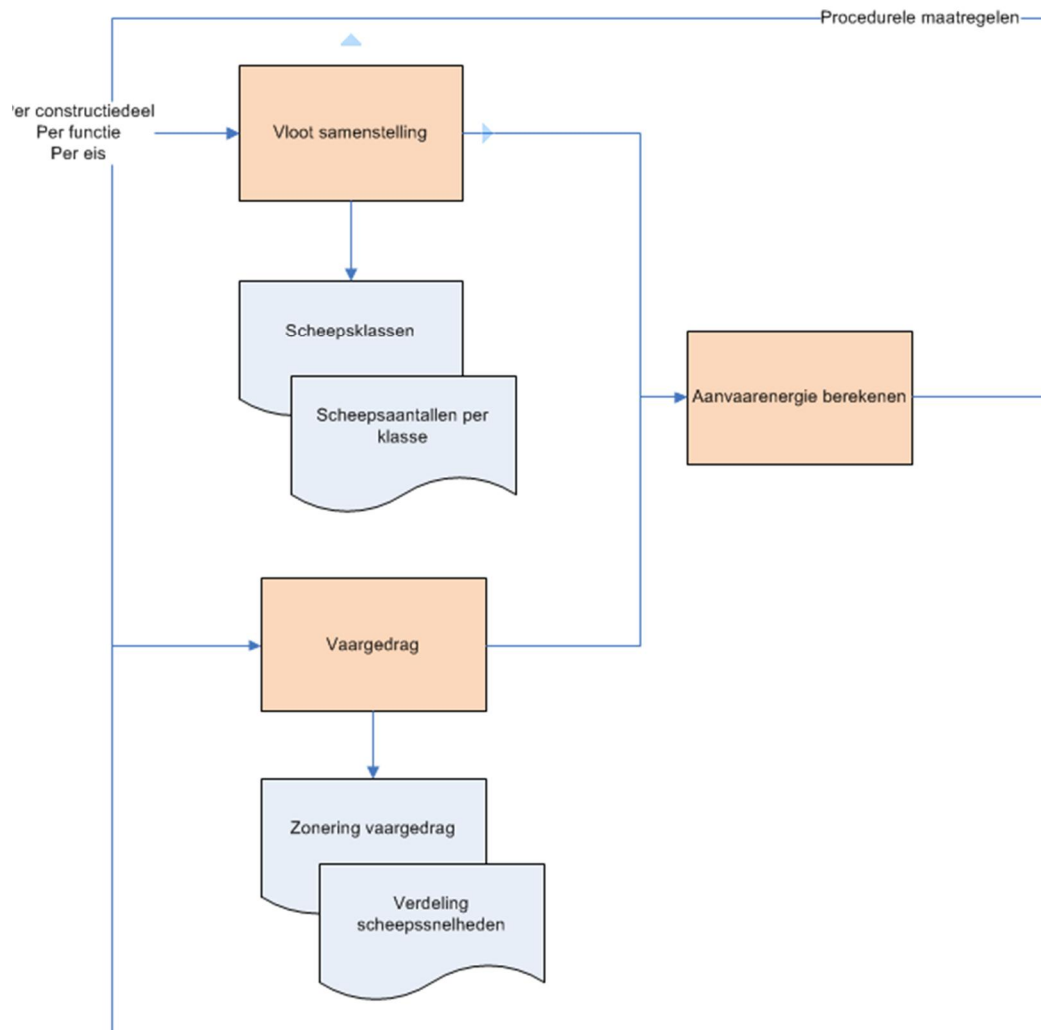 Procedurele maatregelen
er constructiedeel
Per functie
Per eis
Vloot samenstelling
Scheepsklassen
Scheepsaantallen per
klasse
Aanvaarenergie berekenen
Vaargedrag
Zonering vaargedrag
Verdeling
scheepssnelheden